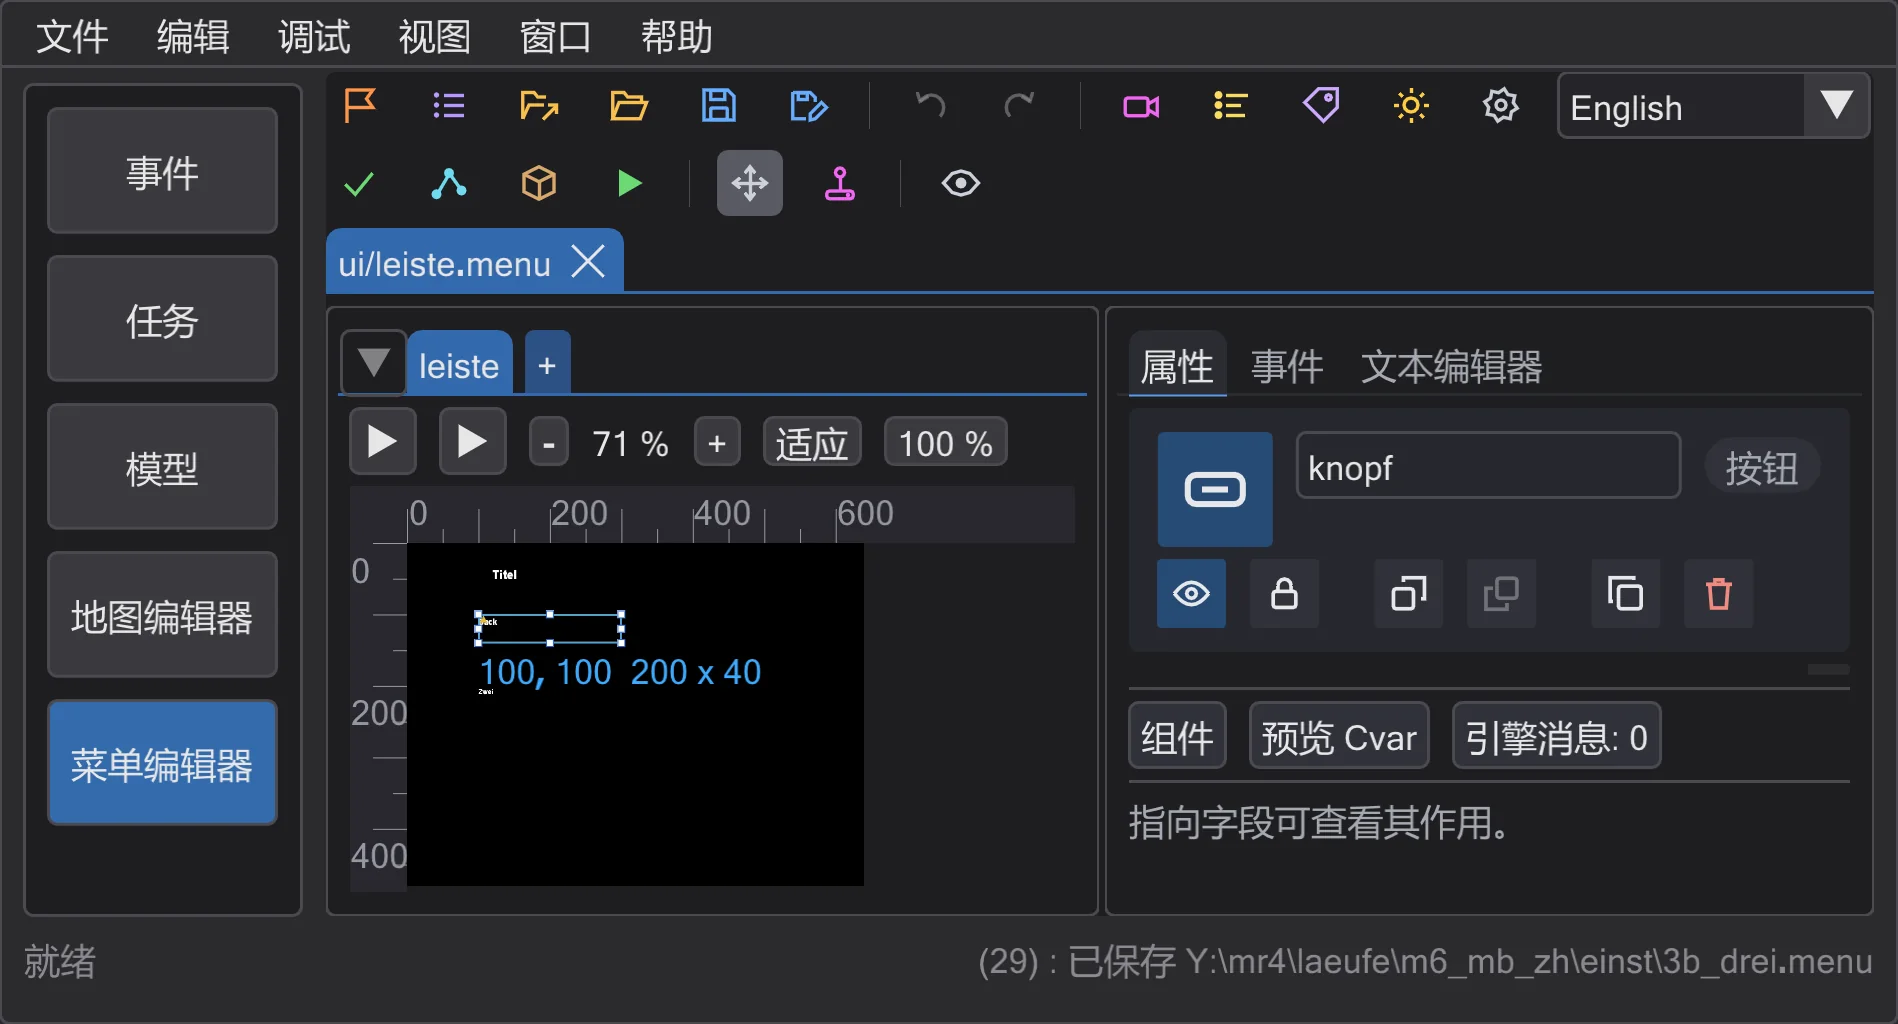 文件 编辑 调试 视图 窗口 帮助
事件
任务
模型
地图编辑器
菜单编辑器
English
ui/leiste.menu
leiste +
- 71 % + 适应 100 %
0 200 400 600
0
200
400
Titel
100, 100 200 x 40
Zwei
属性 事件 文本编辑器
knopf 按钮
组件 预览 Cvar 引擎消息: 0
指向字段可查看其作用。
就绪
(29) : 已保存 Y:\mr4\laeufe\m6_mb_zh\einst\3b_drei.menu